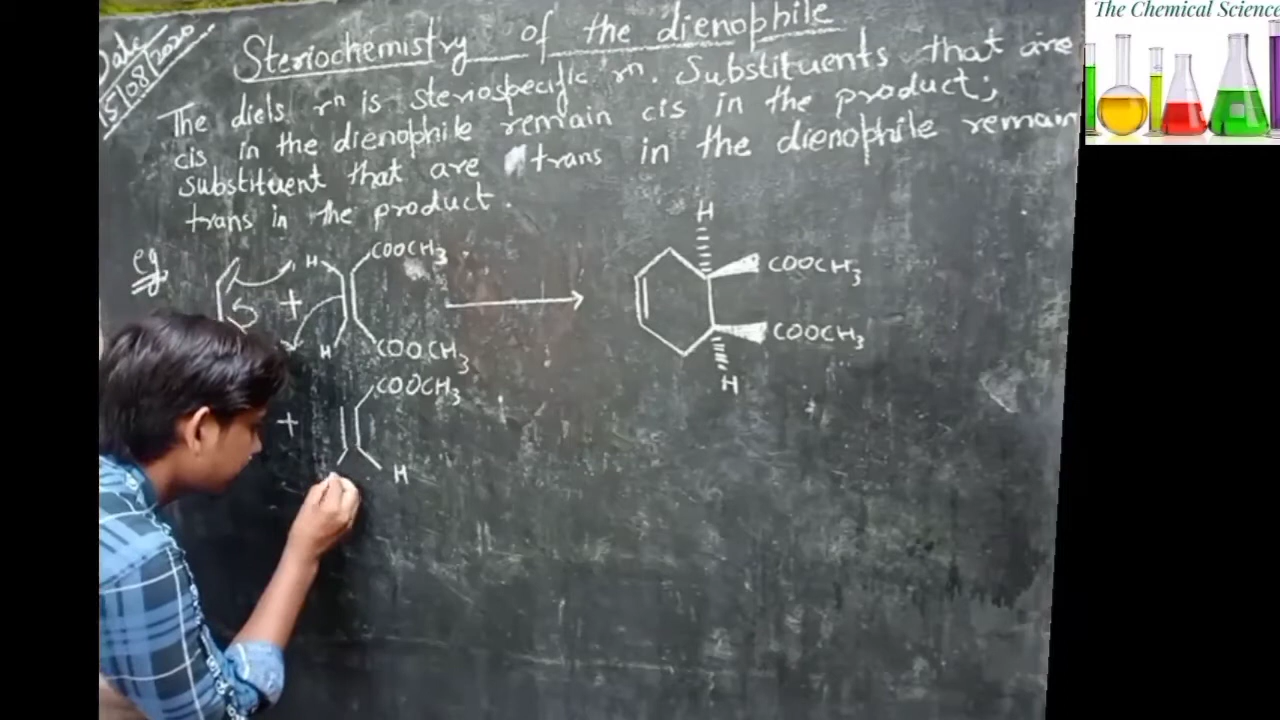 The Chemical Science
Date
5/08/2020
Steriochemistry of the dienophile
The diels rⁿ is steriospecific rⁿ. Substituents that are
cis in the dienophile remain cis in the product;
substituent that are trans in the dienophile remain
trans in the product.
eg
+
H
COOCH₃
H
COOCH₃
H
COOCH₃
COOCH₃
H
+
COOCH₃
H